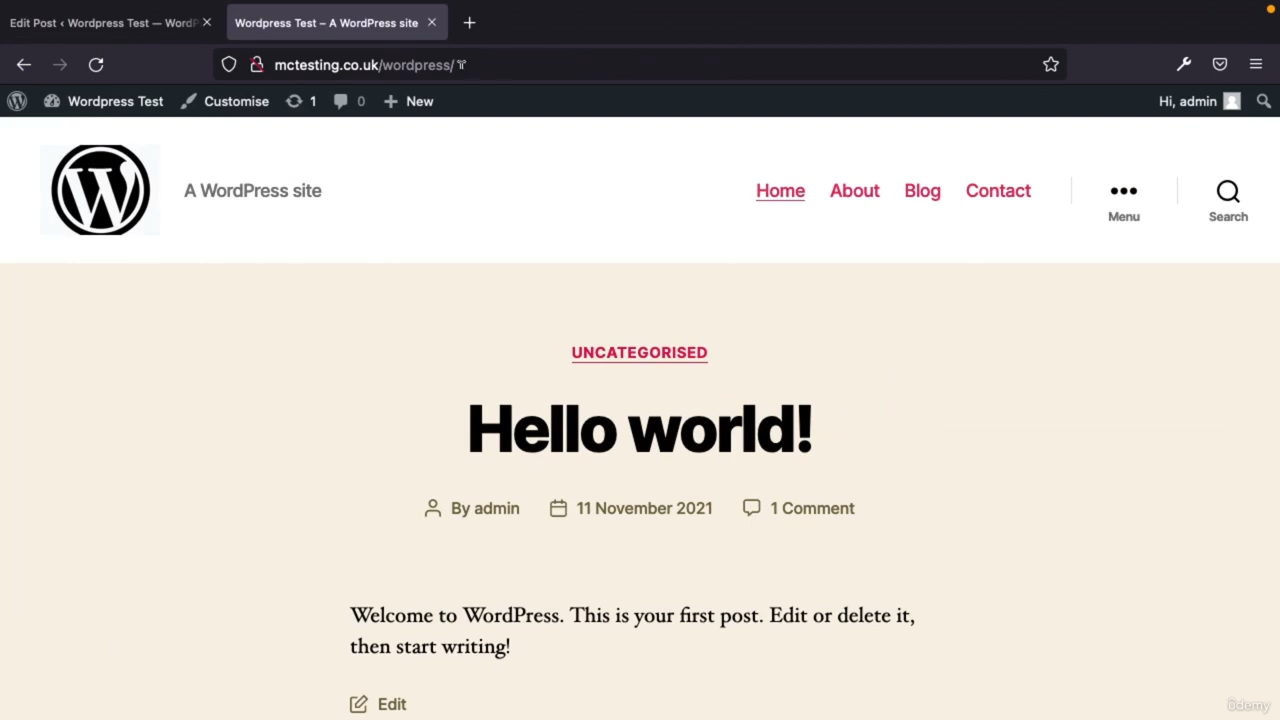 Edit Post ‹ Wordpress Test — WordP
Wordpress Test – A WordPress site
mctesting.co.uk/wordpress/
Wordpress Test
Customise
1
0
New
Hi, admin
A WordPress site
Home
About
Blog
Contact
Menu
Search
UNCATEGORISED
Hello world!
By admin
11 November 2021
1 Comment
Welcome to WordPress. This is your first post. Edit or delete it,
then start writing!
Edit
ûdemy